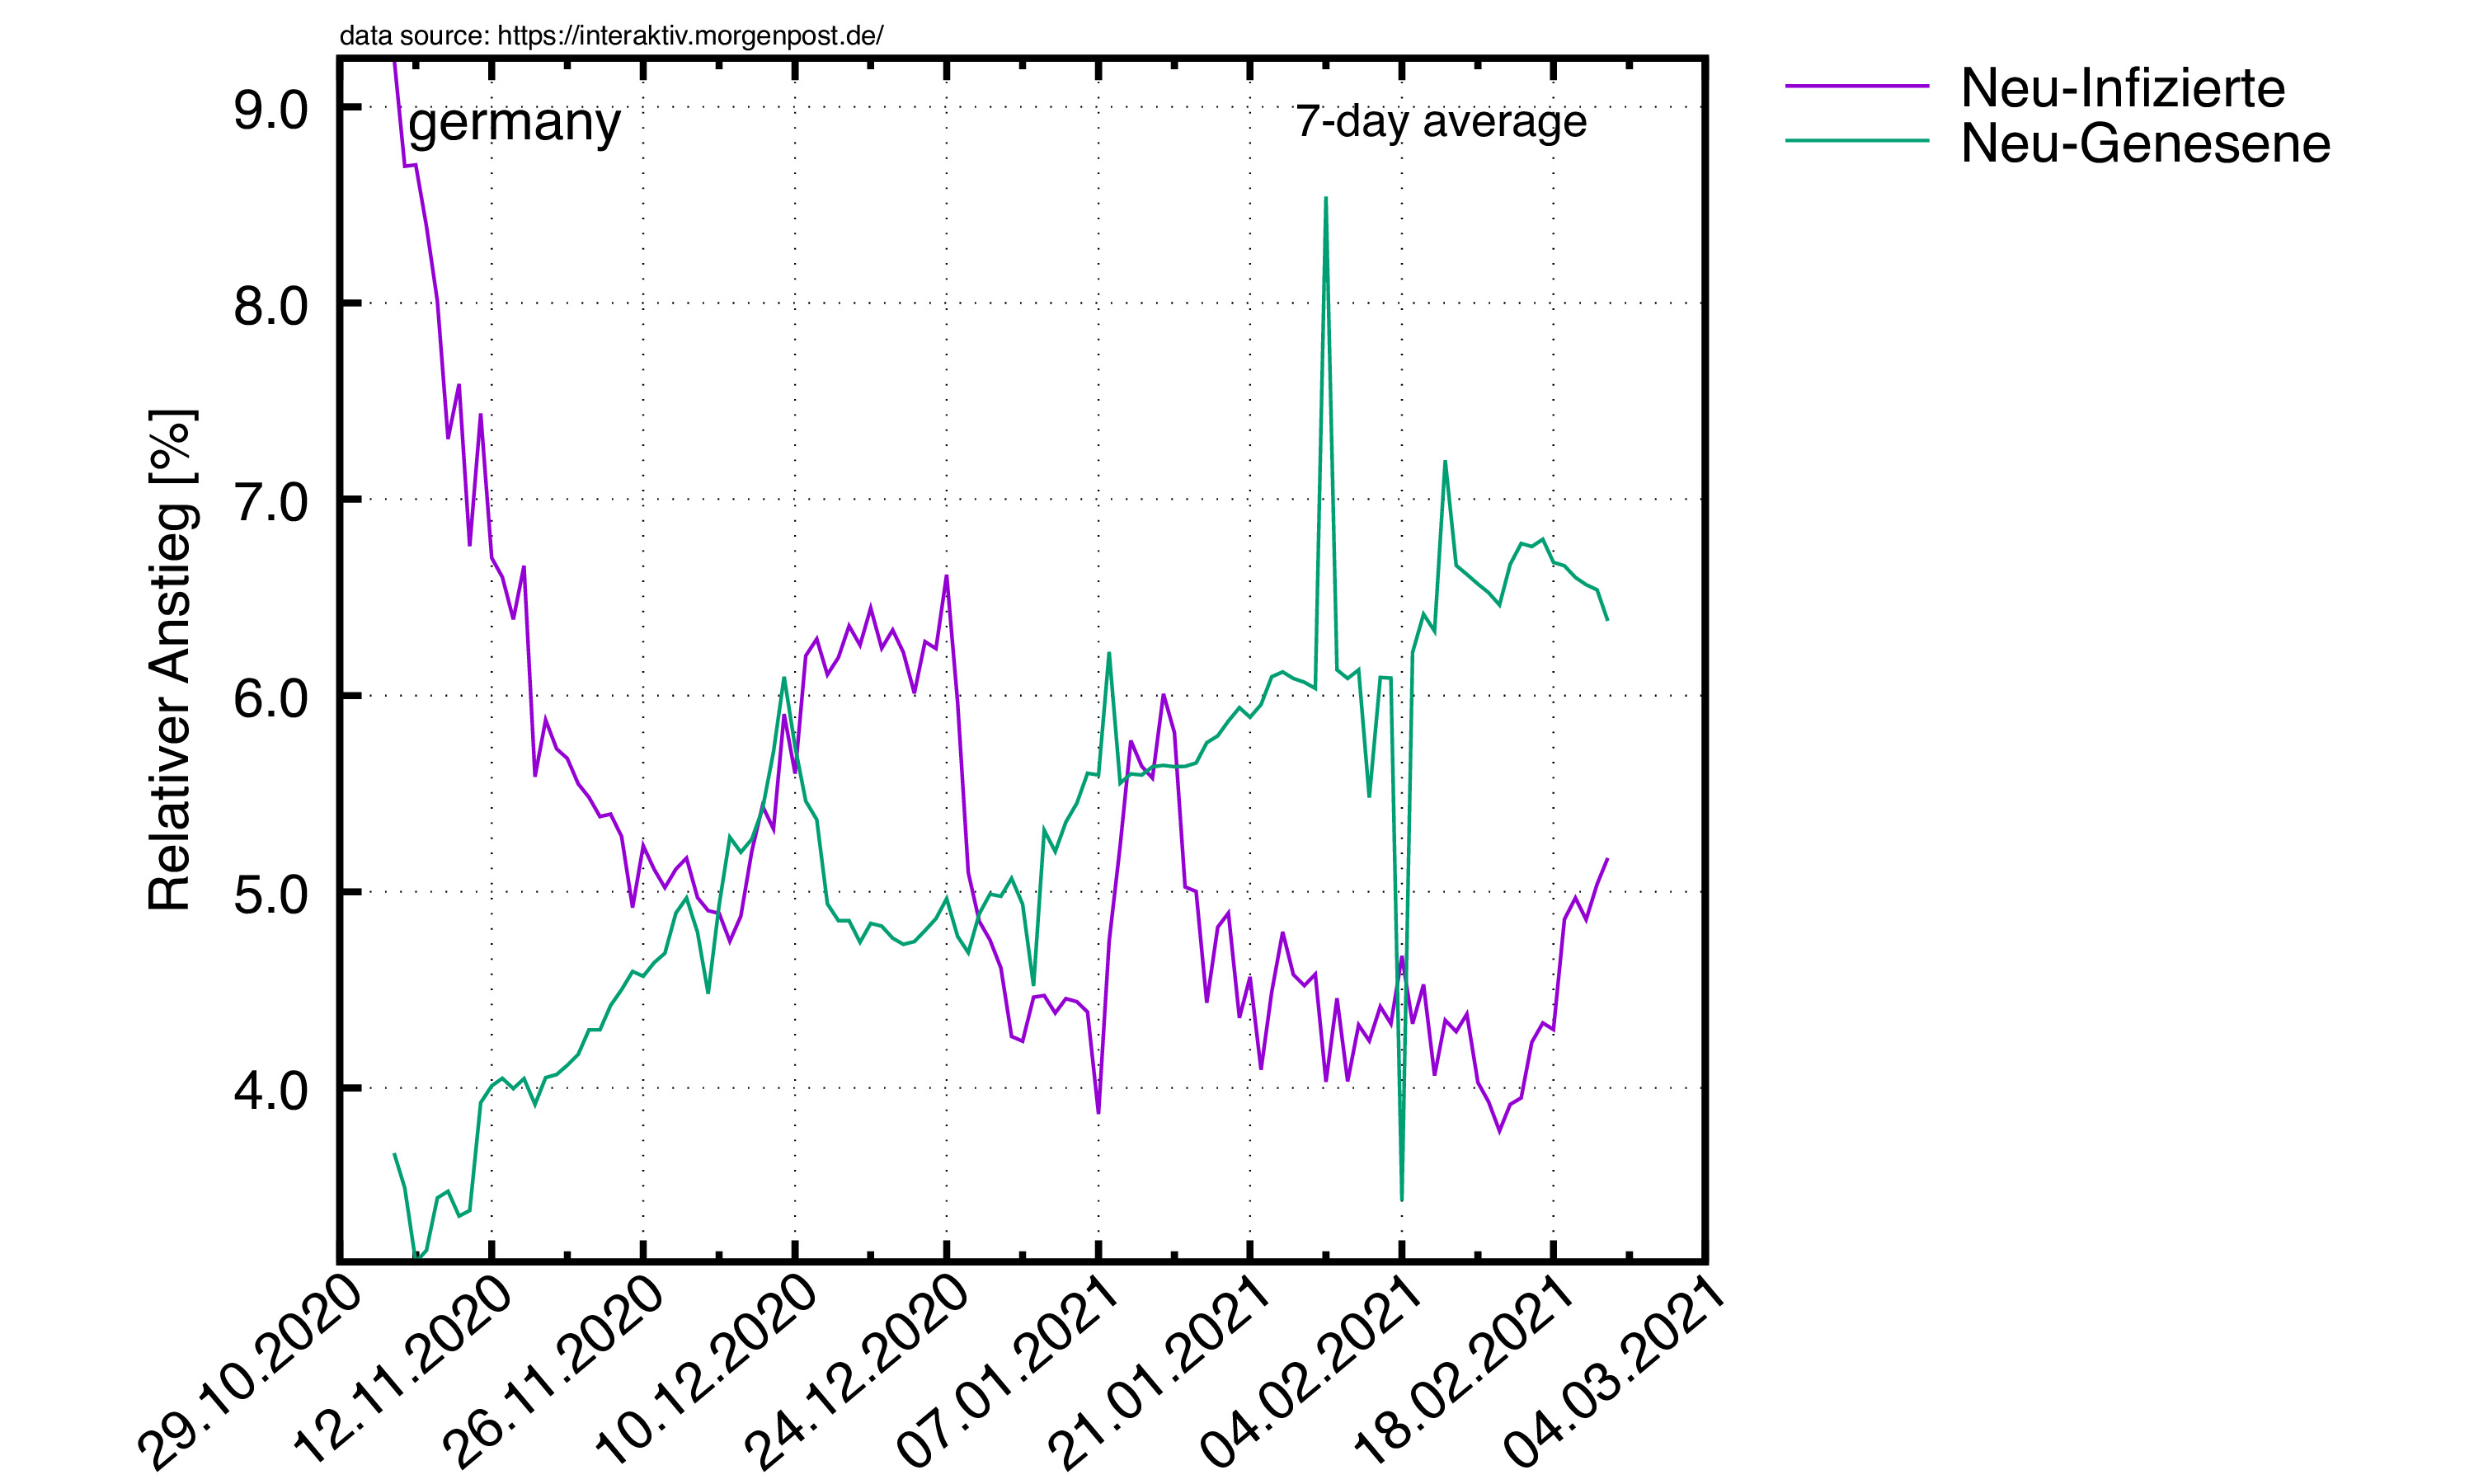 data source: https://interaktiv.morgenpost.de/
germany
7-day average
Neu-Infizierte
Neu-Genesene
Relativer Anstieg [%]
9.0
8.0
7.0
6.0
5.0
4.0
29.10.2020
12.11.2020
26.11.2020
10.12.2020
24.12.2020
07.01.2021
21.01.2021
04.02.2021
18.02.2021
04.03.2021